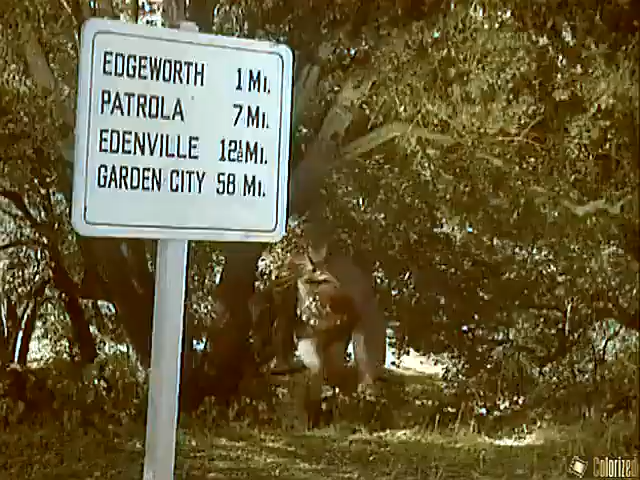 EDGEWORTH 1 MI.
PATROLA 7 MI.
EDENVILLE 12½ MI.
GARDEN CITY 58 MI.
Colorized